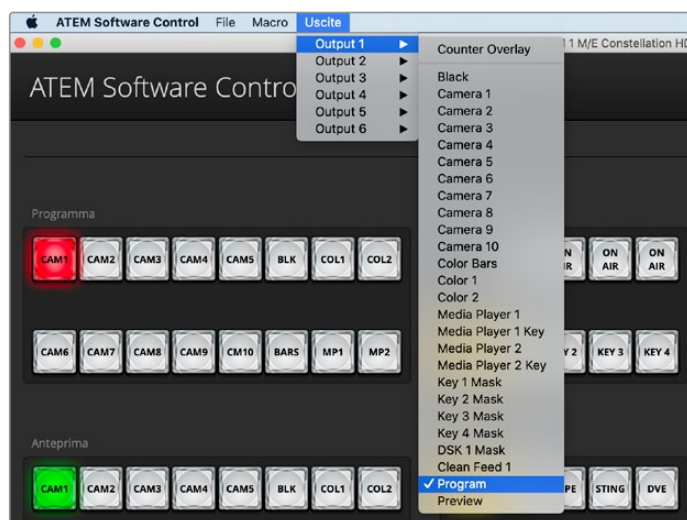 ATEM Software Control File Macro Uscite
1 M/E Constellation HD
Output 1
Output 2
Output 3
Output 4
Output 5
Output 6
ATEM Software Contro
Counter Overlay
Black
Camera 1
Camera 2
Camera 3
Camera 4
Camera 5
Camera 6
Camera 7
Camera 8
Camera 9
Camera 10
Color Bars
Color 1
Color 2
Media Player 1
Media Player 1 Key
Media Player 2
Media Player 2 Key
Key 1 Mask
Key 2 Mask
Key 3 Mask
Key 4 Mask
DSK 1 Mask
Clean Feed 1
Program
Preview
Programma
CAM1 CAM2 CAM3 CAM4 CAM5 BLK COL1 COL2
ON AIR ON AIR
CAM6 CAM7 CAM8 CAM9 CM10 BARS MP1 MP2
Y 2 KEY 3 KEY 4
Anteprima
CAM1 CAM2 CAM3 CAM4 CAM5 BLK COL1 COL2
PE STING DVE